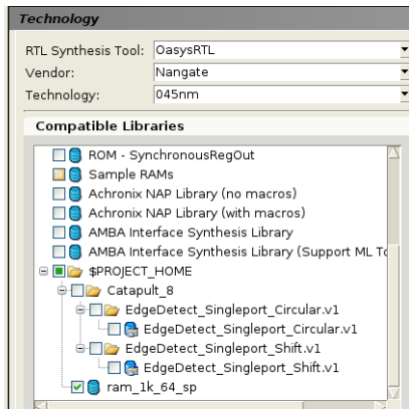 Technology
RTL Synthesis Tool: OasysRTL
Vendor: Nangate
Technology: 045nm
Compatible Libraries
ROM - SynchronousRegOut
Sample RAMs
Achronix NAP Library (no macros)
Achronix NAP Library (with macros)
AMBA Interface Synthesis Library
AMBA Interface Synthesis Library (Support ML
$PROJECT_HOME
Catapult_8
EdgeDetect_Singleport_Circular.v1
EdgeDetect_Singleport_Circular.v1
EdgeDetect_Singleport_Shift.v1
EdgeDetect_Singleport_Shift.v1
ram_1k_64_sp